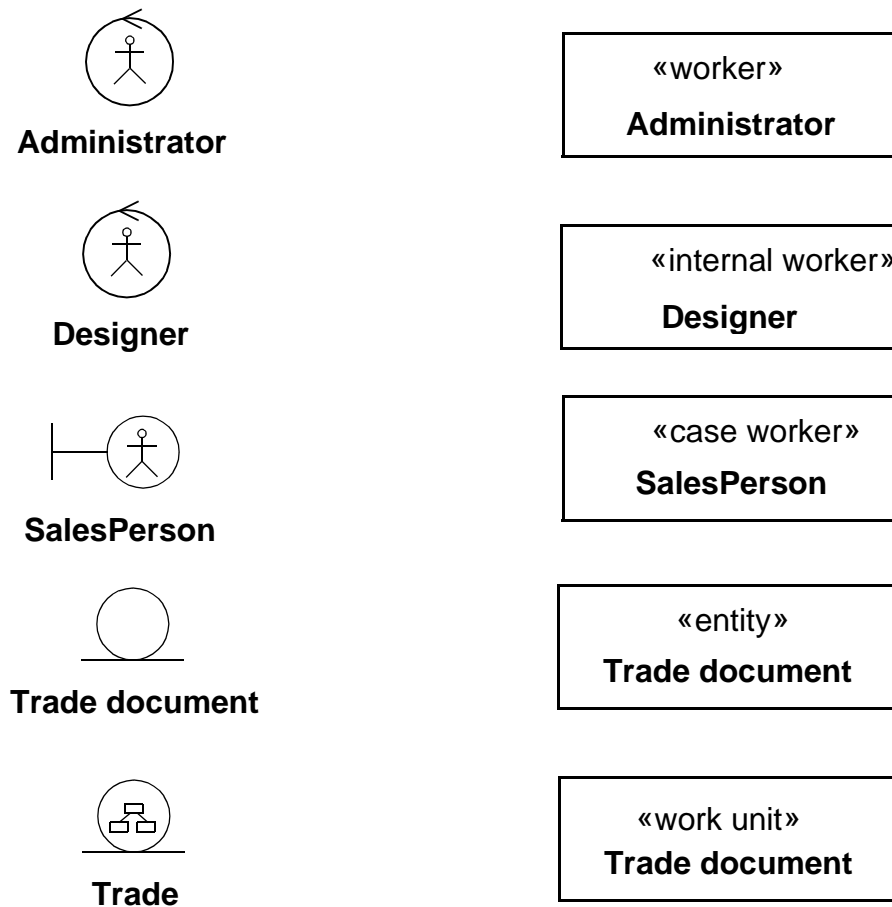 «worker»
Administrator
Administrator
«internal worker»
Designer
Designer
«case worker»
SalesPerson
SalesPerson
«entity»
Trade document
Trade document
«work unit»
Trade document
Trade